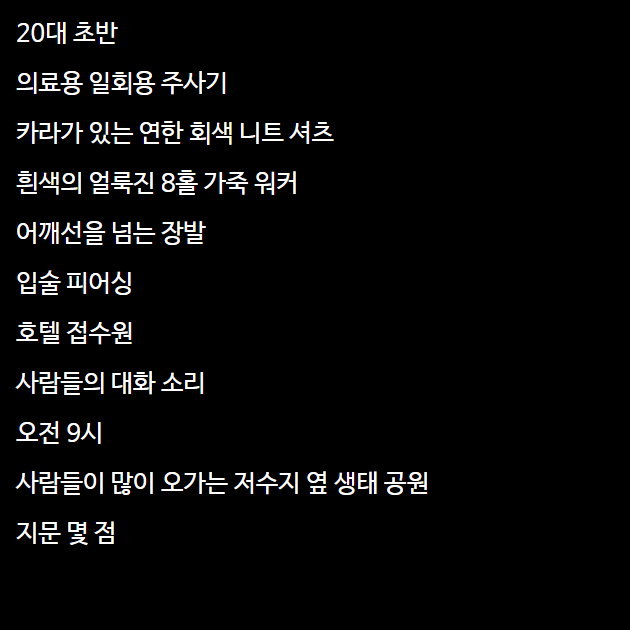 20대 초반
의료용 일회용 주사기
카라가 있는 연한 회색 니트 셔츠
흰색의 얼룩진 8홀 가죽 워커
어깨선을 넘는 장발
입술 피어싱
호텔 접수원
사람들의 대화 소리
오전 9시
사람들이 많이 오가는 저수지 옆 생태 공원
지문 몇 점